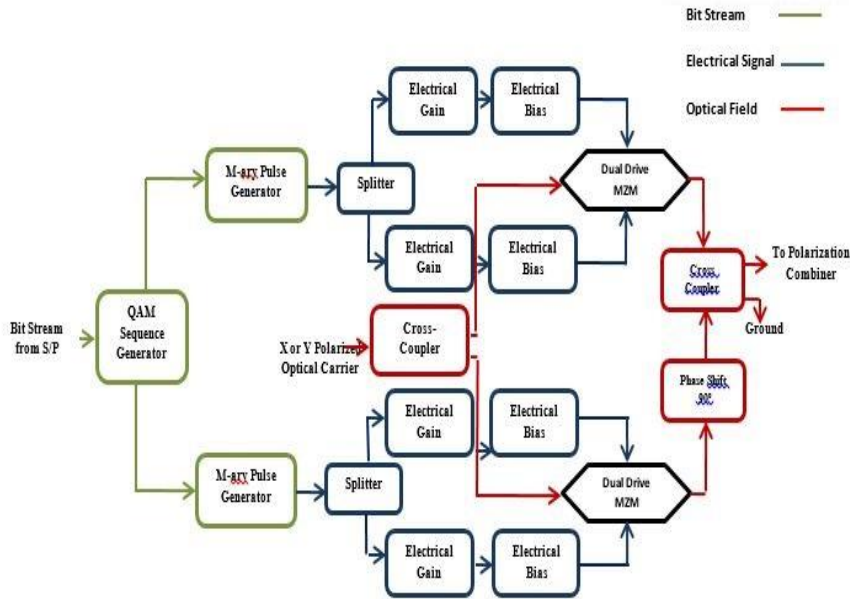 Bit Stream
Electrical Signal
Optical Field
Electrical
Gain
Electrical
Bias
M-ary Pulse
Generator
Splitter
Dual Drive
MZM
Electrical
Gain
Electrical
Bias
Cross
Coupler
To Polarization
Combiner
Ground
Bit Stream
from S/P
QAM
Sequence
Generator
X or Y Polarized
Optical Carrier
Cross-
Coupler
Phase Shift
90°
Electrical
Gain
Electrical
Bias
M-ary Pulse
Generator
Splitter
Dual Drive
MZM
Electrical
Gain
Electrical
Bias